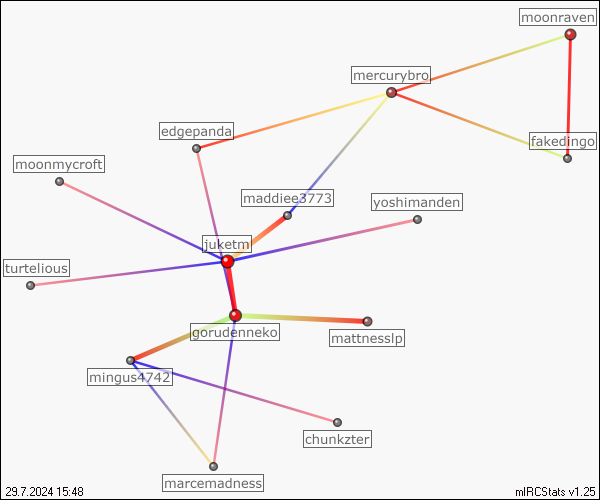 moonraven
mercurybro
edgepanda
fakedingo
moonmycroft
maddiee3773
yoshimanden
juketm
turtelious
gorudenneko
mattnesslp
mingus4742
chunkzter
marcemadness
29.7.2024 15:48
mIRCStats v1.25